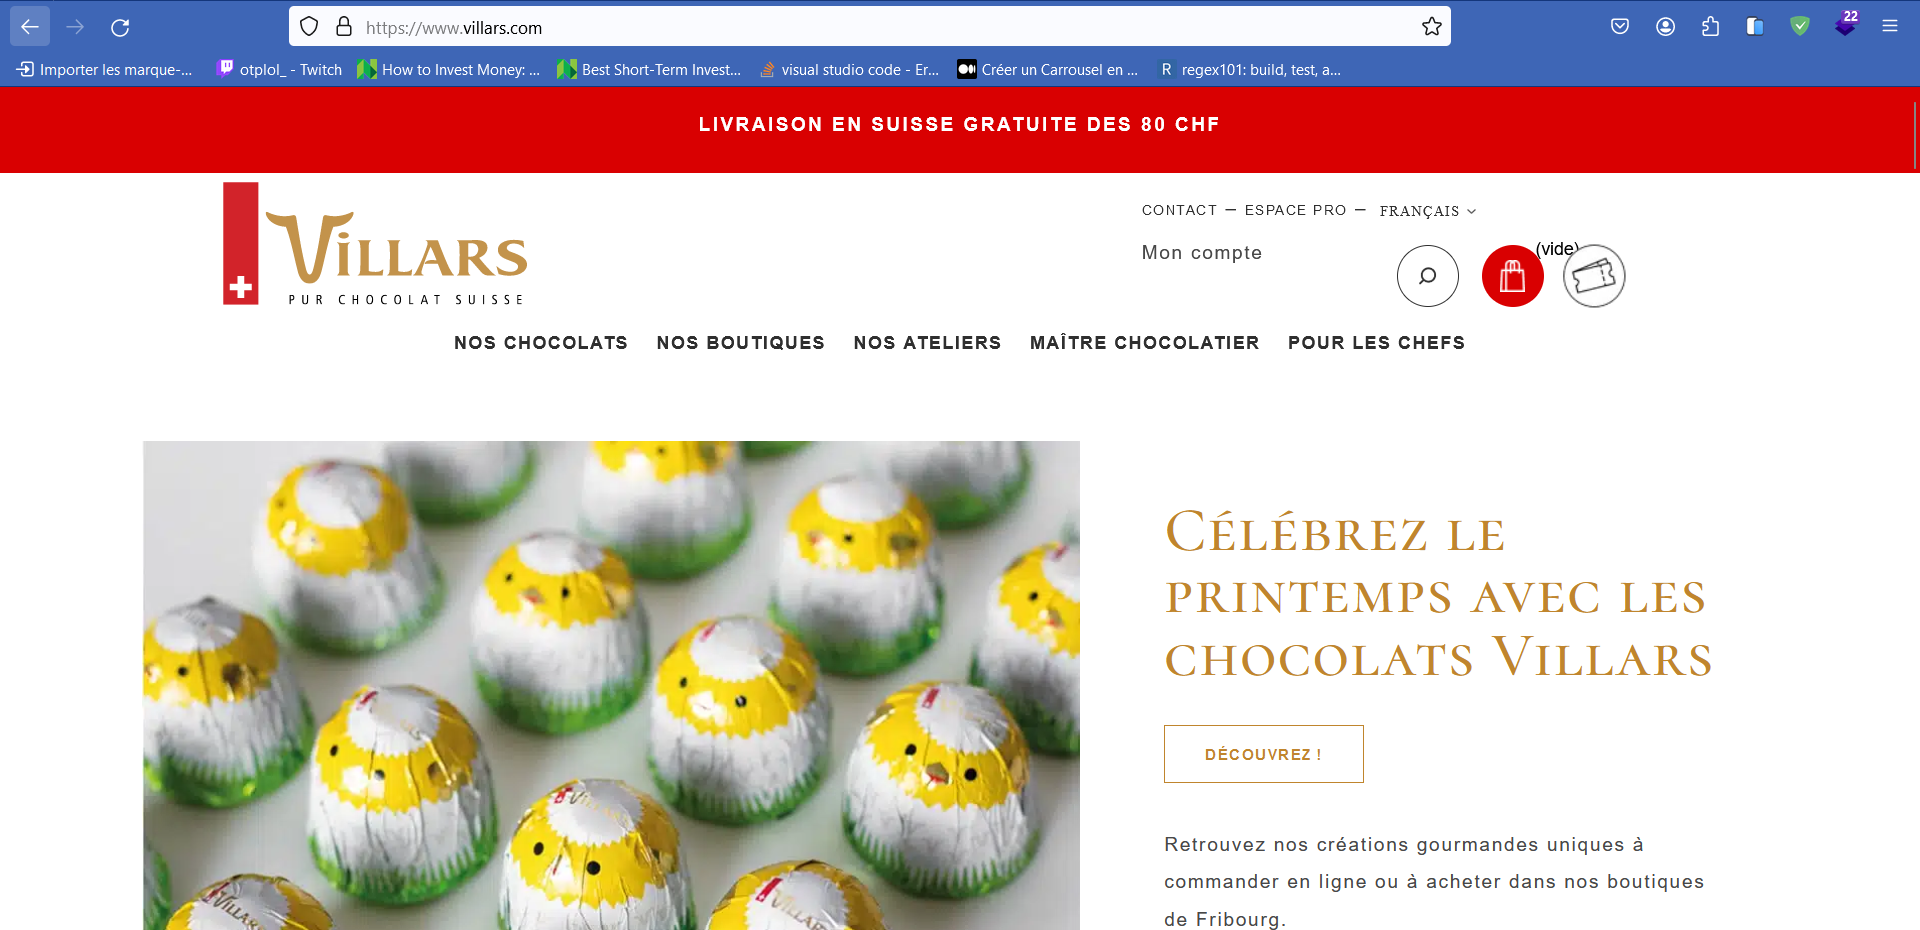 https://www.villars.com
22
Importer les marque-...
otplol_ - Twitch
How to Invest Money: ...
Best Short-Term Invest...
visual studio code - Er...
Créer un Carrousel en ...
R regex101: build, test, a...
LIVRAISON EN SUISSE GRATUITE DES 80 CHF
CONTACT — ESPACE PRO — FRANÇAIS
VILLARS
PUR CHOCOLAT SUISSE
Mon compte
(vide)
NOS CHOCOLATS NOS BOUTIQUES NOS ATELIERS MAÎTRE CHOCOLATIER POUR LES CHEFS
CÉLÉBREZ LE
PRINTEMPS AVEC LES
CHOCOLATS VILLARS
DÉCOUVREZ !
Retrouvez nos créations gourmandes uniques à
commander en ligne ou à acheter dans nos boutiques
de Fribourg.
VILLARS
VILLARS